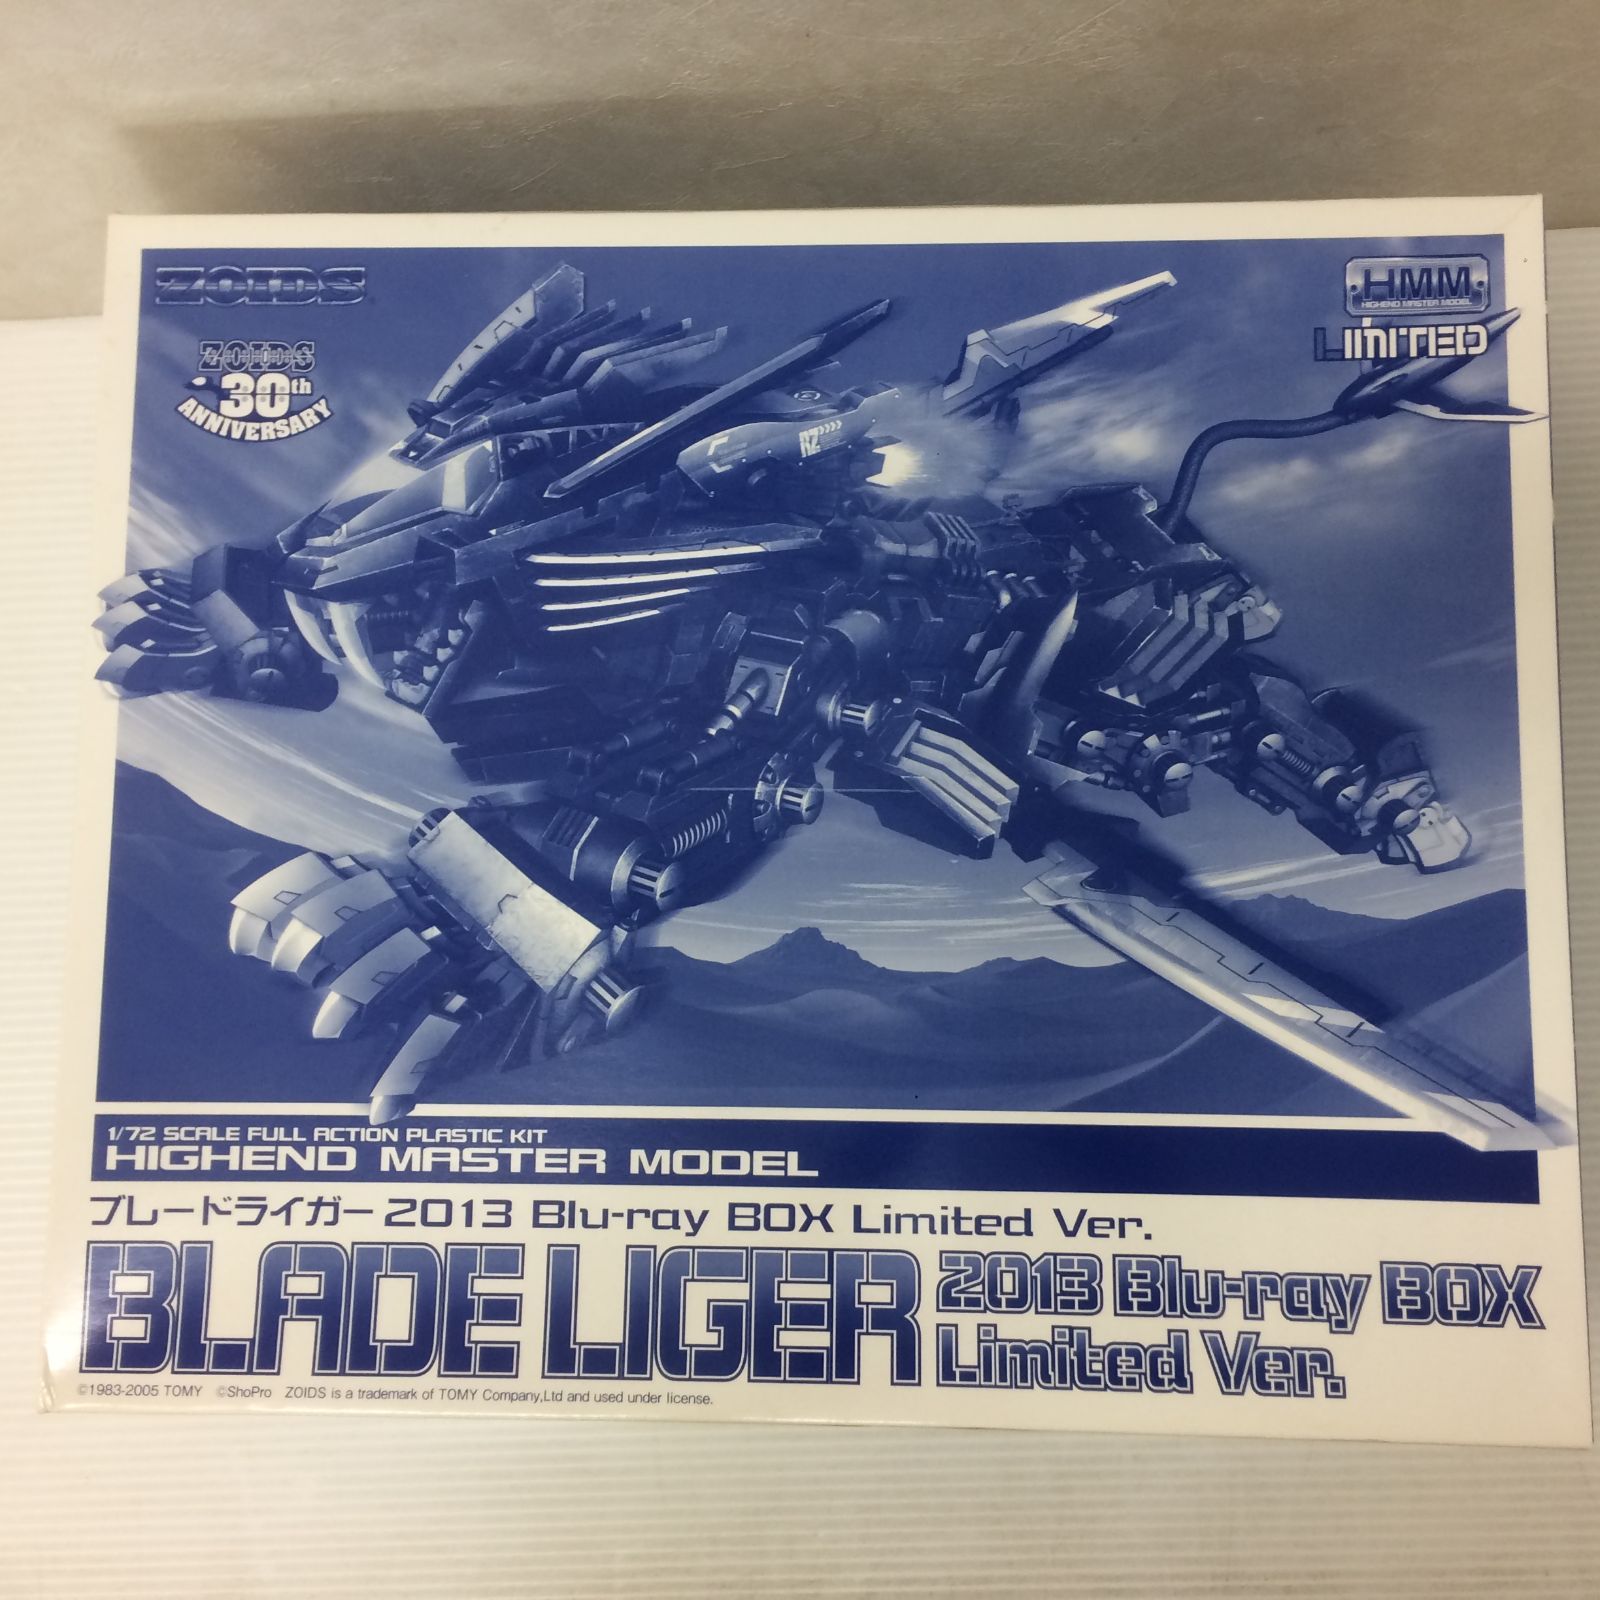 ZOIDS
ZOIDS
30th
ANNIVERSARY
HMM
HIGHEND MASTER MODEL
LIMITED
RZ
1/72 SCALE FULL ACTION PLASTIC KIT
HIGHEND MASTER MODEL
ブレードライガー 2013 Blu-ray BOX Limited Ver.
BLADE LIGER 2013 Blu-ray BOX
Limited Ver.
©1983-2005 TOMY ©ShoPro ZOIDS is a trademark of TOMY Company,Ltd and used under license.